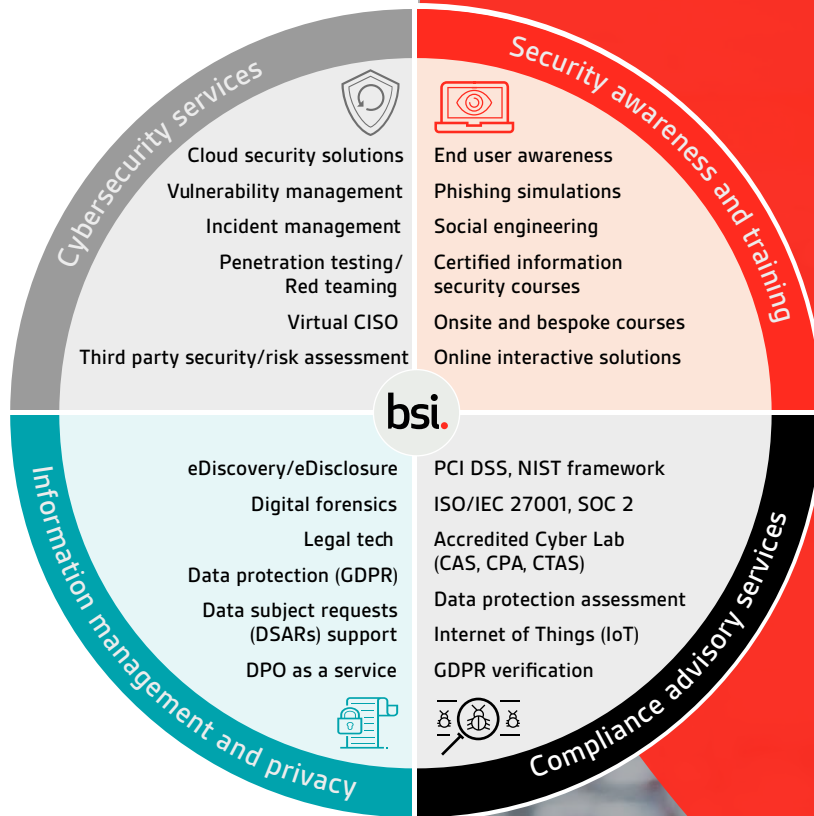 Cybersecurity services
Cloud security solutions
Vulnerability management
Incident management
Penetration testing/
Red teaming
Virtual CISO
Third party security/risk assessment
Security awareness and training
End user awareness
Phishing simulations
Social engineering
Certified information
security courses
Onsite and bespoke courses
Online interactive solutions
bsi.
Information management and privacy
eDiscovery/eDisclosure
Digital forensics
Legal tech
Data protection (GDPR)
Data subject requests
(DSARs) support
DPO as a service
Compliance advisory services
PCI DSS, NIST framework
ISO/IEC 27001, SOC 2
Accredited Cyber Lab
(CAS, CPA, CTAS)
Data protection assessment
Internet of Things (IoT)
GDPR verification